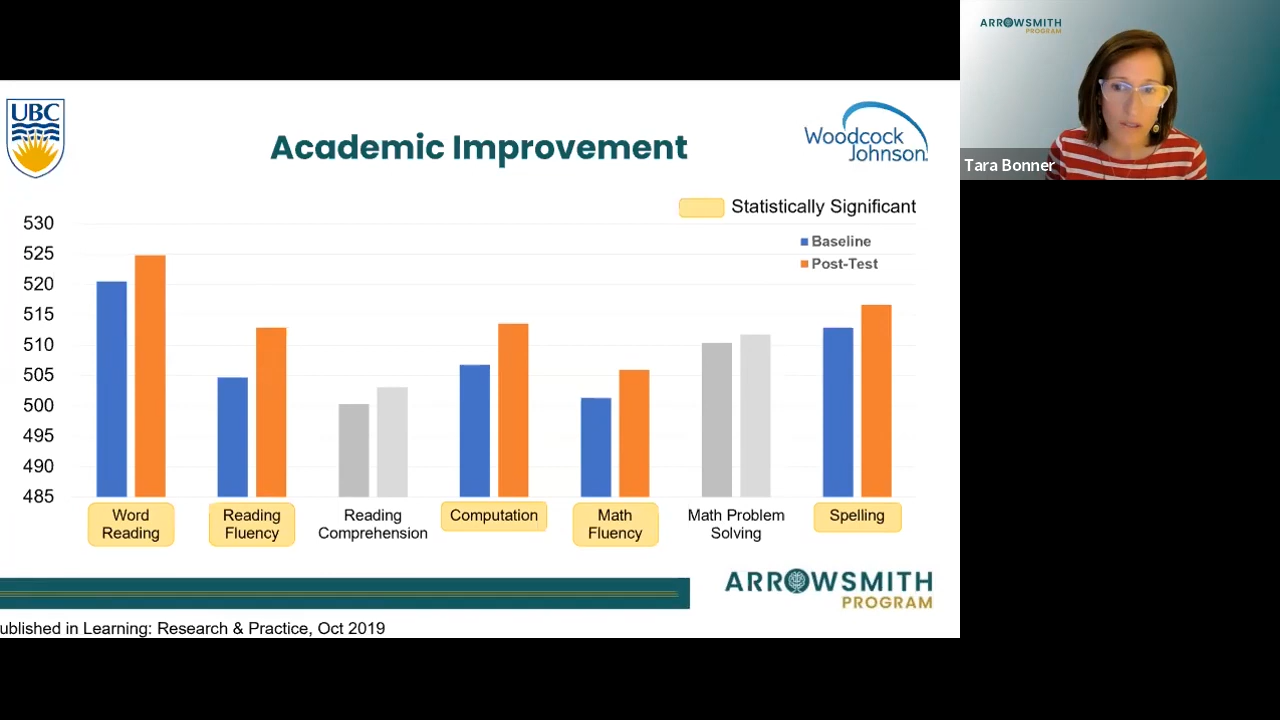 UBC
Academic Improvement
Woodcock
Johnson
Statistically Significant
Baseline
Post-Test
530
525
520
515
510
505
500
495
490
485
Word
Reading
Reading
Fluency
Reading
Comprehension
Computation
Math
Fluency
Math Problem
Solving
Spelling
ARROWSMITH
PROGRAM
ublished in Learning: Research & Practice, Oct 2019
ARROWSMITH
PROGRAM
Tara Bonner